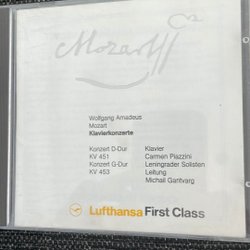 Mozart
Wolfgang Amadeus
Mozart
Klavierkonzerte
Konzert D-Dur Klavier
KV 451 Carmen Piazzini
Konzert G-Dur Leningrader Solisten
KV 453 Leitung
Michail Gantvarg
Lufthansa First Class